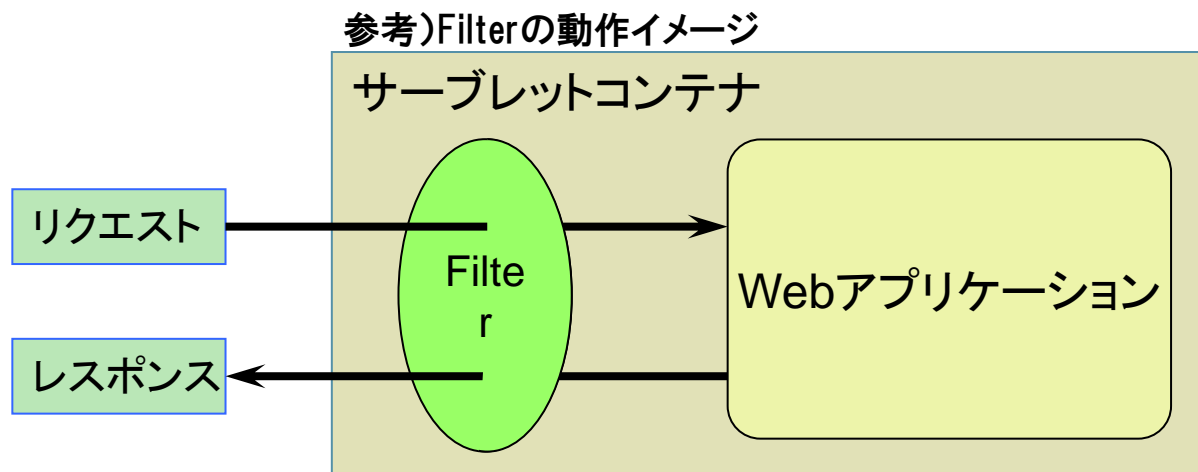 参考)Filterの動作イメージ
サーブレットコンテナ
リクエスト
Filte
r
Webアプリケーション
レスポンス